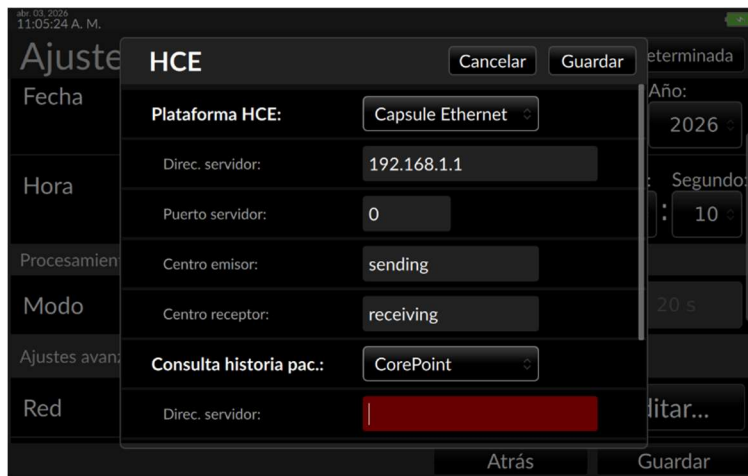 abr. 03, 2026
11:05:24 A. M.
Ajuste
HCE
Cancelar
Guardar
eterminada
Fecha
Plataforma HCE:
Capsule Ethernet
Año:
2026
Direc. servidor:
192.168.1.1
Hora
Segundo:
Puerto servidor:
0
:
10
Procesamien
Centro emisor:
sending
Modo
Centro receptor:
receiving
20 s
Ajustes avanz
Consulta historia pac.:
CorePoint
Red
Direc. servidor:
ditar...
Atrás
Guardar